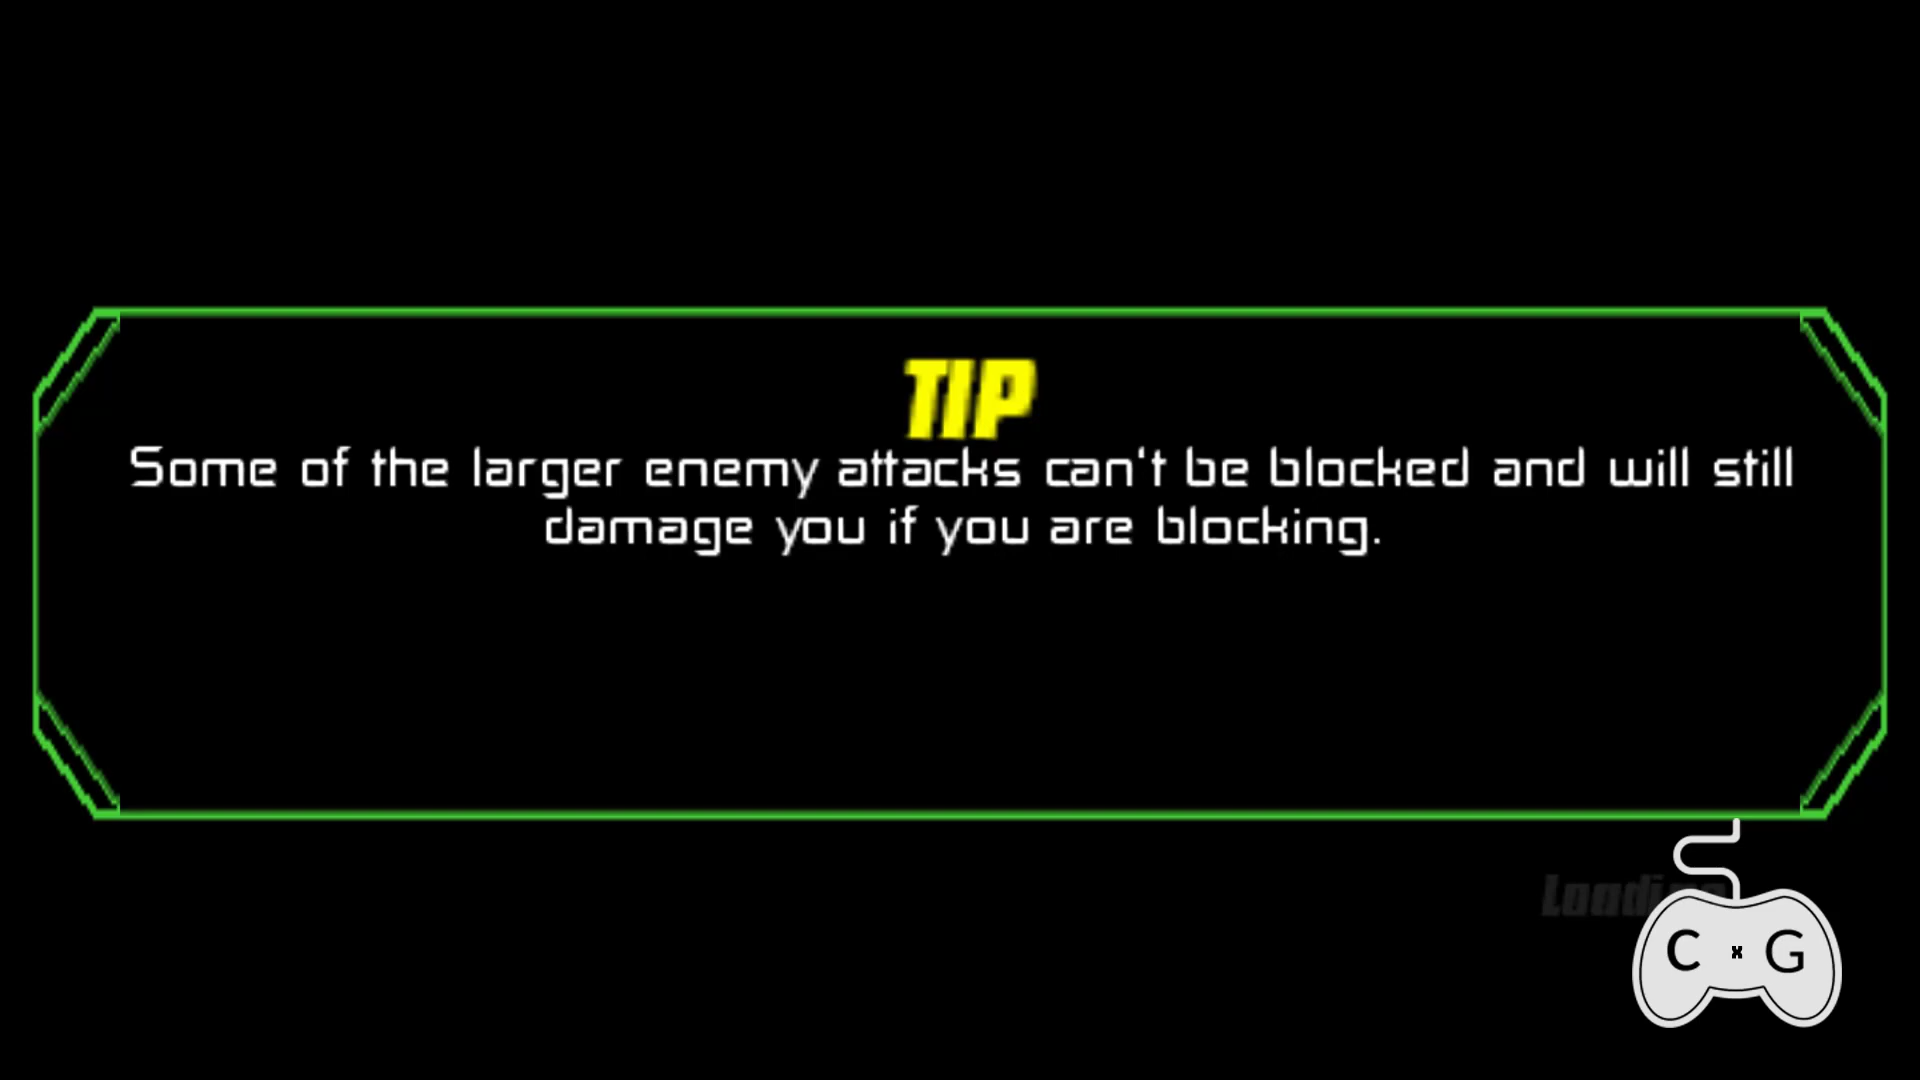 TIP
Some of the larger enemy attacks can't be blocked and will still
damage you if you are blocking.
Loading
C x G